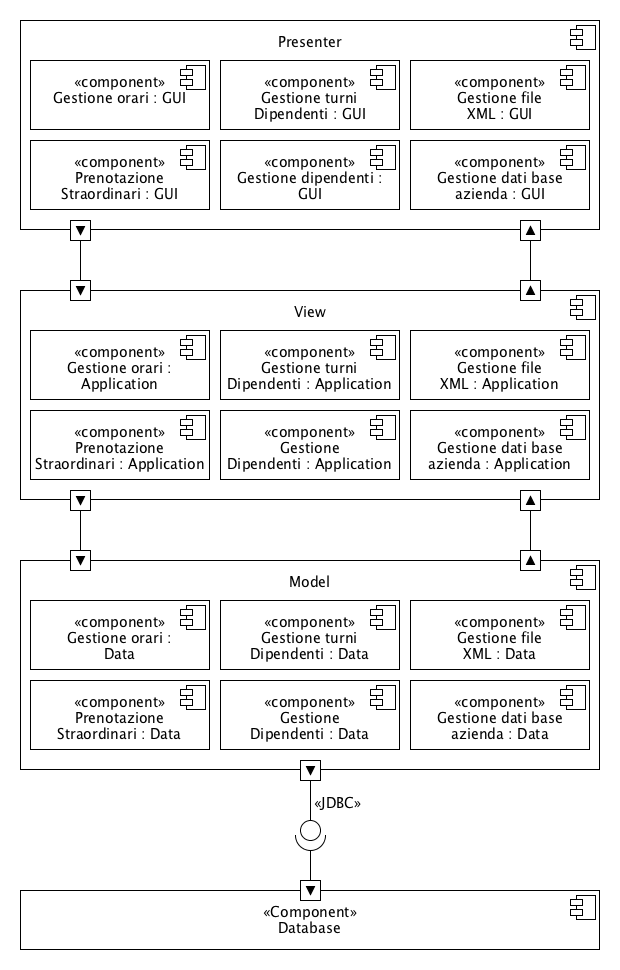 Presenter
«component»
Gestione orari : GUI
«component»
Gestione turni
Dipendenti : GUI
«component»
Gestione file
XML : GUI
«component»
Prenotazione
Straordinari : GUI
«component»
Gestione dipendenti :
GUI
«component»
Gestione dati base
azienda : GUI
View
«component»
Gestione orari :
Application
«component»
Gestione turni
Dipendenti : Application
«component»
Gestione file
XML : Application
«component»
Prenotazione
Straordinari : Application
«component»
Gestione
Dipendenti : Application
«component»
Gestione dati base
azienda : Application
Model
«component»
Gestione orari :
Data
«component»
Gestione turni
Dipendenti : Data
«component»
Gestione file
XML : Data
«component»
Prenotazione
Straordinari : Data
«component»
Gestione
Dipendenti : Data
«component»
Gestione dati base
azienda : Data
«JDBC»
«Component»
Database